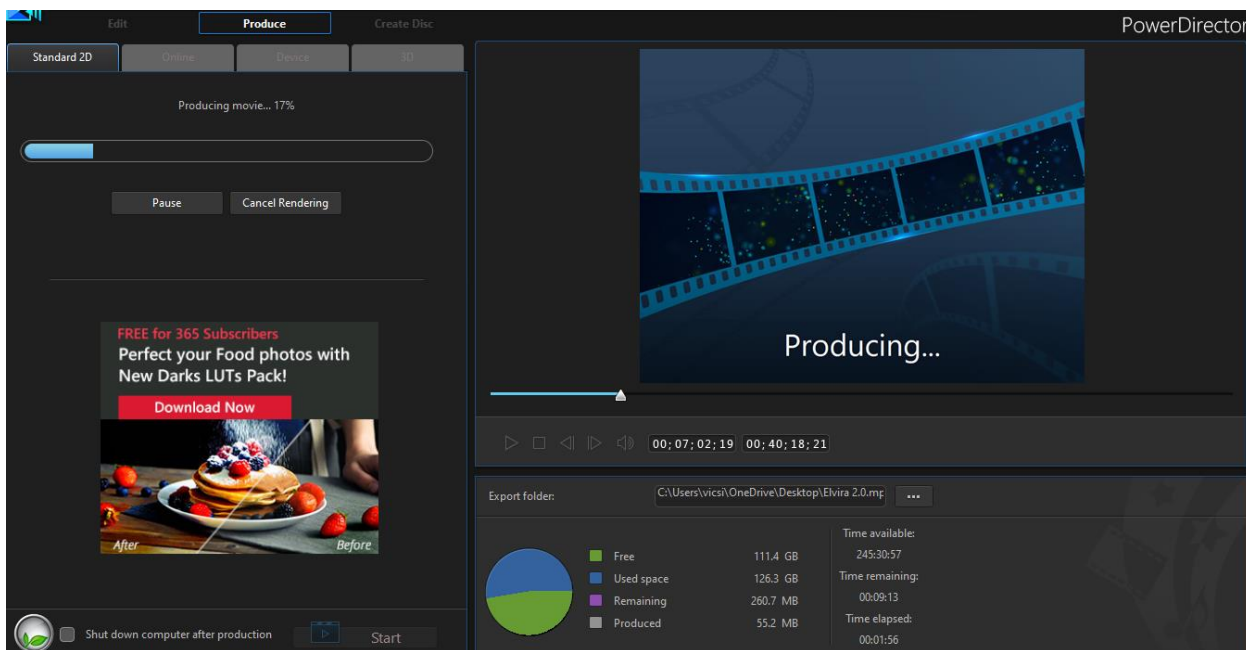 Edit Produce Create Disc
PowerDirector
Standard 2D Online Device 3D
Producing movie... 17%
Pause Cancel Rendering
FREE for 365 Subscribers
Perfect your Food photos with
New Darks LUTs Pack!
Download Now
After Before
Shut down computer after production Start
Producing...
00;07;02;19 00;40;18;21
Export folder: C:\Users\vicsi\OneDrive\Desktop\Elvira 2.0.mp ...
Free 111.4 GB
Used space 126.3 GB
Remaining 260.7 MB
Produced 55.2 MB
Time available:
245:30:57
Time remaining:
00:09:13
Time elapsed:
00:01:56